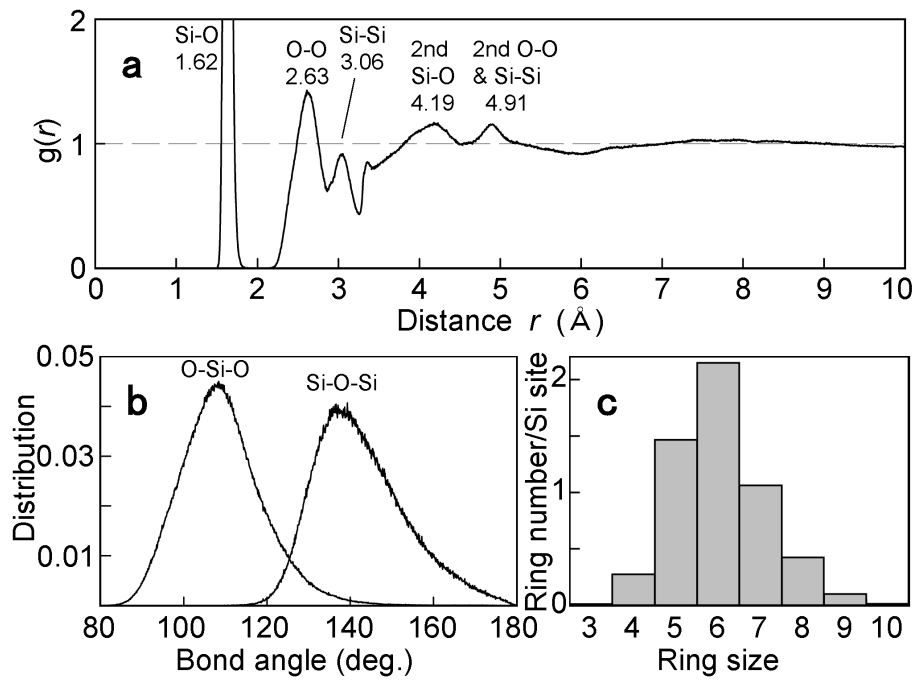 2
a
Si-O
1.62
O-O
2.63
Si-Si
3.06
2nd
Si-O
4.19
2nd O-O
& Si-Si
4.91
g(r)
1
0
0 1 2 3 4 5 6 7 8 9 10
Distance r (Å)
0.05
0.03
0.01
Distribution
b
O-Si-O
Si-O-Si
80 100 120 140 160 180
Bond angle (deg.)
c
Ring number/Si site
2
1
0
3 4 5 6 7 8 9 10
Ring size